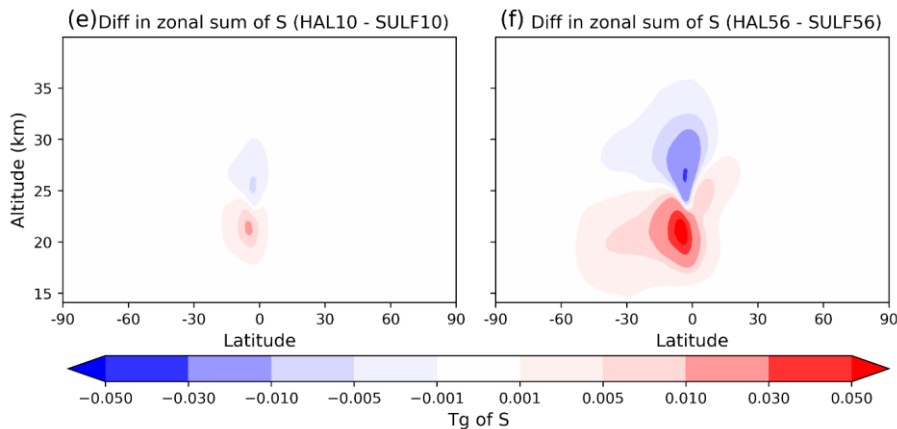 (e) Diff in zonal sum of S (HAL10 - SULF10)
(f) Diff in zonal sum of S (HAL56 - SULF56)
Altitude (km)
35
30
25
20
15
-90 -60 -30 0 30 60 90
-90 -60 -30 0 30 60 90
Latitude
Latitude
−0.050 −0.030 −0.010 −0.005 −0.001 0.001 0.005 0.010 0.030 0.050
Tg of S